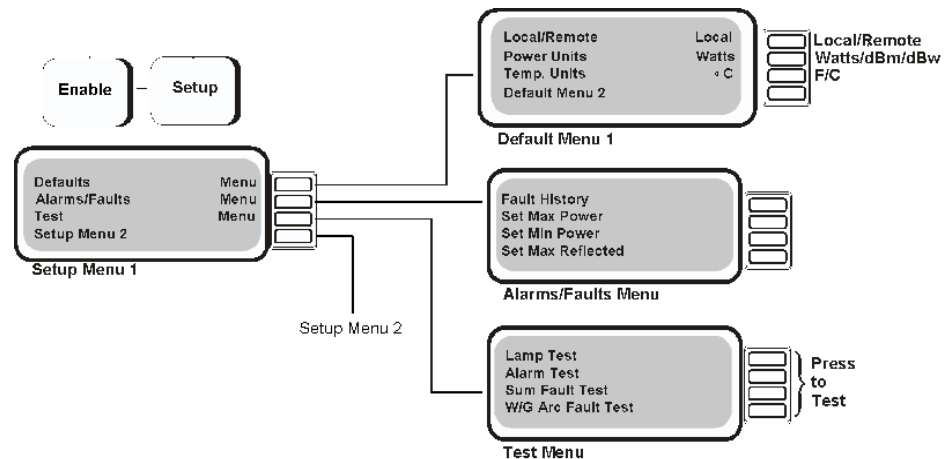 Enable – Setup
Defaults Menu
Alarms/Faults Menu
Test Menu
Setup Menu 2
Setup Menu 1
Setup Menu 2
Local/Remote Local
Power Units Watts
Temp. Units ∘ C
Default Menu 2
Local/Remote
Watts/dBm/dBw
F/C
Default Menu 1
Fault History
Set Max Power
Set Min Power
Set Max Reflected
Alarms/Faults Menu
Lamp Test
Alarm Test
Sum Fault Test
W/G Arc Fault Test
Press
to
Test
Test Menu